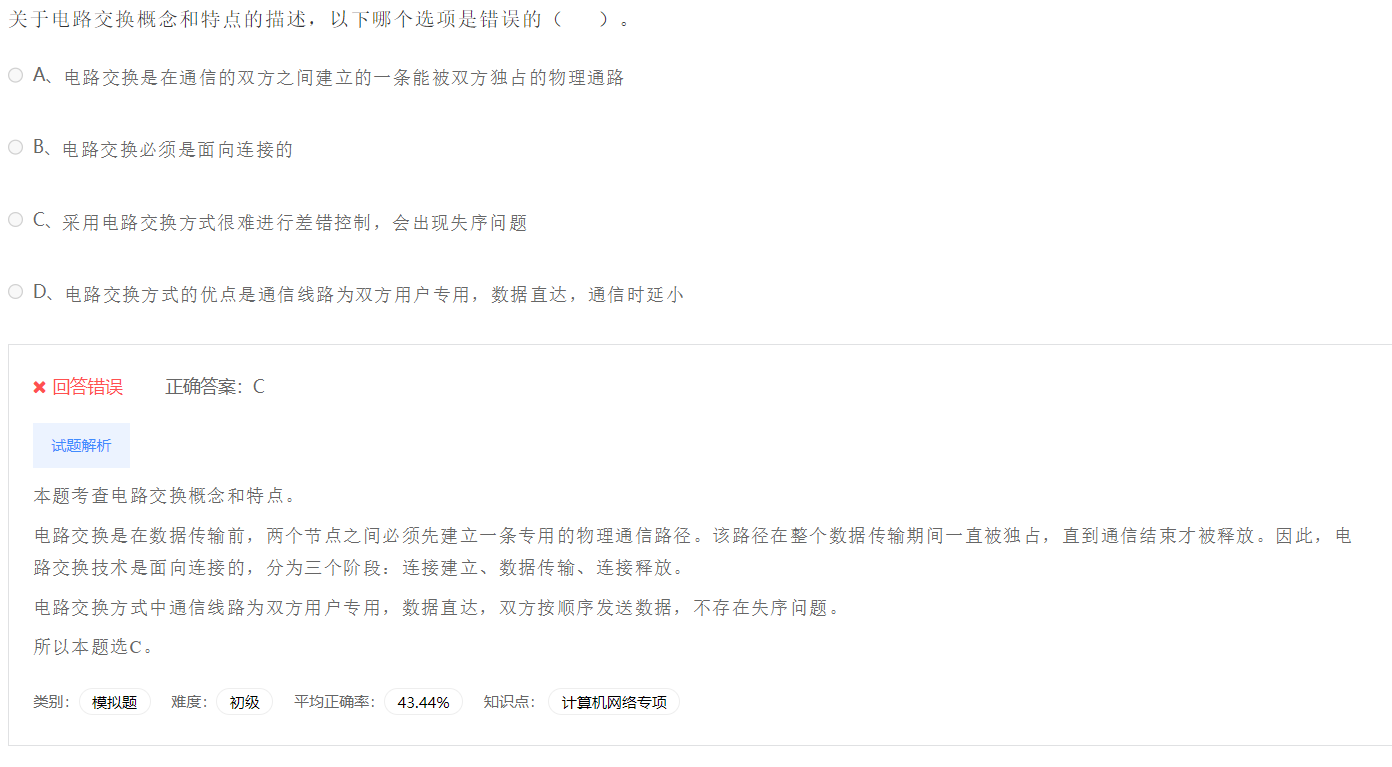 关于电路交换概念和特点的描述，以下哪个选项是错误的（　　）。
A、电路交换是在通信的双方之间建立的一条能被双方独占的物理通路
B、电路交换必须是面向连接的
C、采用电路交换方式很难进行差错控制，会出现失序问题
D、电路交换方式的优点是通信线路为双方用户专用，数据直达，通信时延小
✖ 回答错误 正确答案：C
试题解析
本题考查电路交换概念和特点。
电路交换是在数据传输前，两个节点之间必须先建立一条专用的物理通信路径。该路径在整个数据传输期间一直被独占，直到通信结束才被释放。因此，电
路交换技术是面向连接的，分为三个阶段：连接建立、数据传输、连接释放。
电路交换方式中通信线路为双方用户专用，数据直达，双方按顺序发送数据，不存在失序问题。
所以本题选C。
类别： 模拟题 难度： 初级 平均正确率： 43.44% 知识点： 计算机网络专项